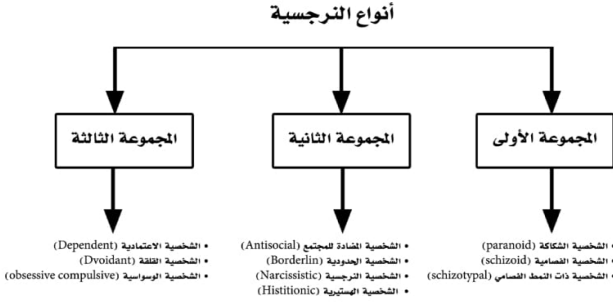 أنواع النرجسية
المجموعة الأولى
المجموعة الثانية
المجموعة الثالثة
• الشخصية الشكاكة (paranoid)
• الشخصية الفصامية (schizoid)
• الشخصية ذات النمط الفصامي (schizotypal)
• الشخصية المضادة للمجتمع (Antisocial)
• الشخصية الحدودية (Borderlin)
• الشخصية النرجسية (Narcissistic)
• الشخصية الهستيرية (Histitionic)
• الشخصية الاعتمادية (Dependent)
• الشخصية القلقة (Dvoidant)
• الشخصية الوسواسية (obsessive compulsive)